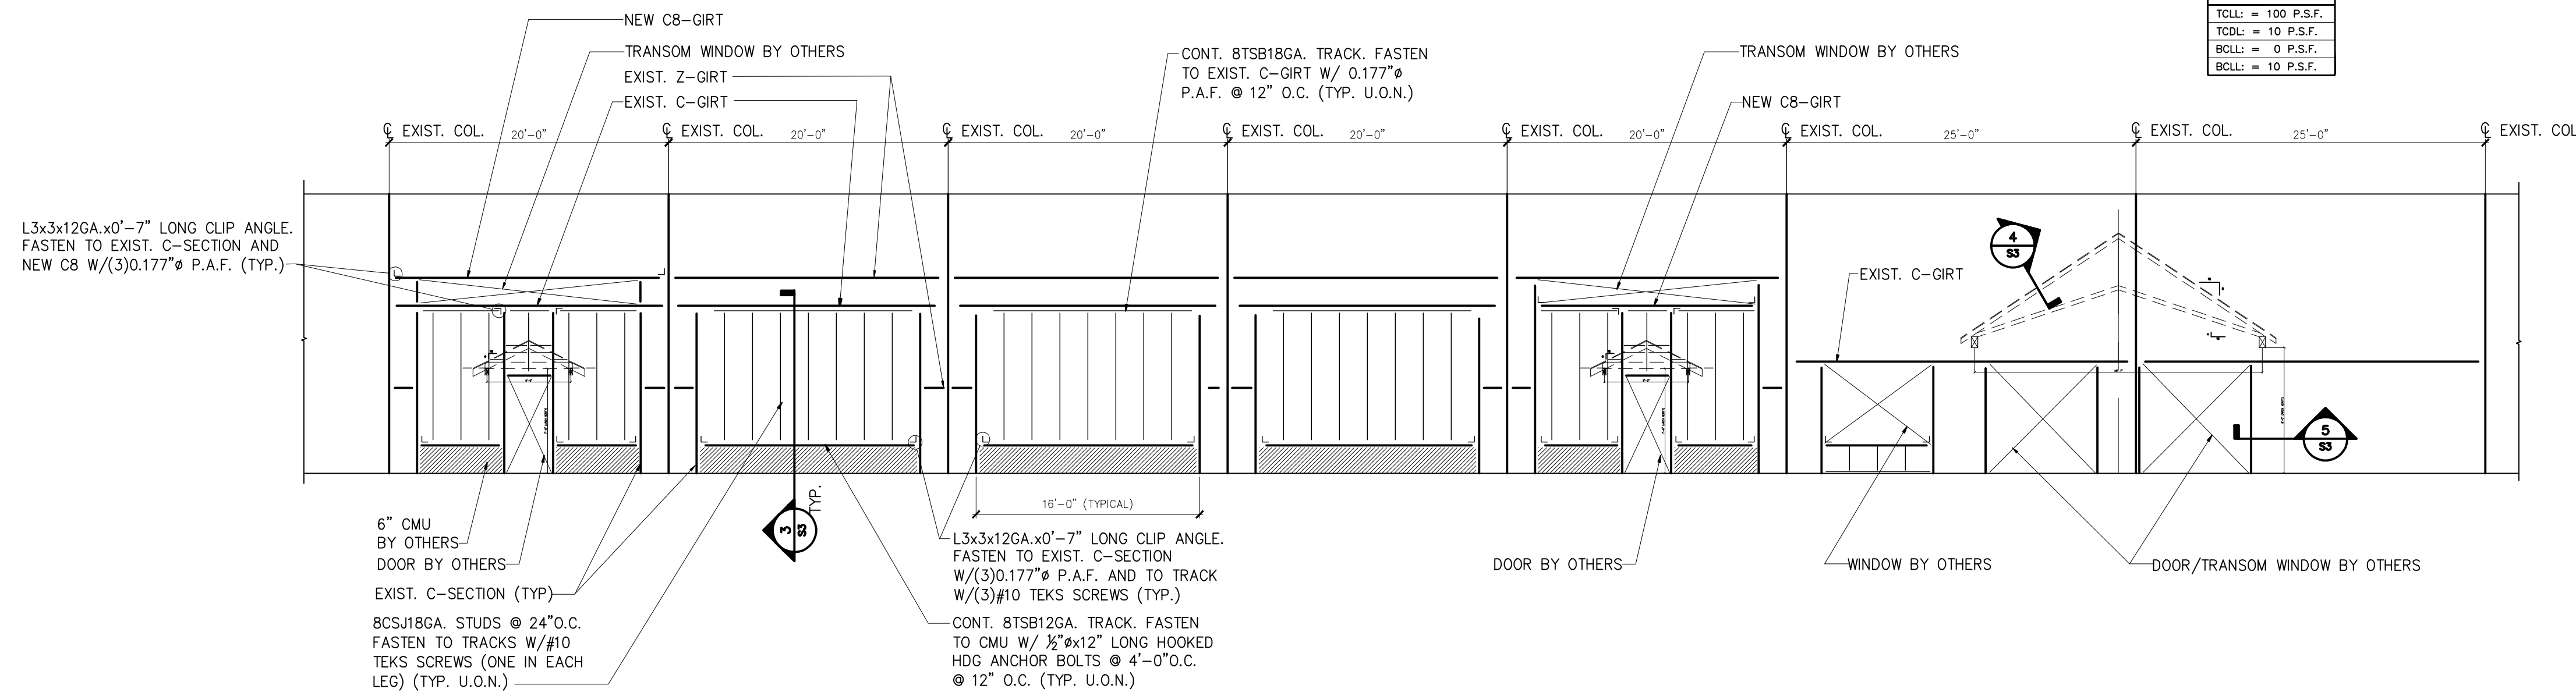 TCLL: = 100 P.S.F.
TCDL: = 10 P.S.F.
BCLL: = 0 P.S.F.
BCLL: = 10 P.S.F.
NEW C8-GIRT
TRANSOM WINDOW BY OTHERS
EXIST. Z-GIRT
EXIST. C-GIRT
CONT. 8TSB18GA. TRACK. FASTEN
TO EXIST. C-GIRT W/ 0.177"ø
P.A.F. @ 12" O.C. (TYP. U.O.N.)
TRANSOM WINDOW BY OTHERS
NEW C8-GIRT
℄ EXIST. COL.
20'-0"
℄ EXIST. COL.
20'-0"
℄ EXIST. COL.
20'-0"
℄ EXIST. COL.
20'-0"
℄ EXIST. COL.
20'-0"
℄ EXIST. COL.
25'-0"
℄ EXIST. COL.
25'-0"
℄ EXIST. COL
L3x3x12GA.x0'-7" LONG CLIP ANGLE.
FASTEN TO EXIST. C-SECTION AND
NEW C8 W/(3)0.177"ø P.A.F. (TYP.)
4
S3
EXIST. C-GIRT
5
S3
16'-0" (TYPICAL)
TYP.
3
S3
6" CMU
BY OTHERS
DOOR BY OTHERS
EXIST. C-SECTION (TYP)
8CSJ18GA. STUDS @ 24"O.C.
FASTEN TO TRACKS W/#10
TEKS SCREWS (ONE IN EACH
LEG) (TYP. U.O.N.)
L3x3x12GA.x0'-7" LONG CLIP ANGLE.
FASTEN TO EXIST. C-SECTION
W/(3)0.177"ø P.A.F. AND TO TRACK
W/(3)#10 TEKS SCREWS (TYP.)
CONT. 8TSB12GA. TRACK. FASTEN
TO CMU W/ ½"øx12" LONG HOOKED
HDG ANCHOR BOLTS @ 4'-0"O.C.
@ 12" O.C. (TYP. U.O.N.)
DOOR BY OTHERS
WINDOW BY OTHERS
DOOR/TRANSOM WINDOW BY OTHERS